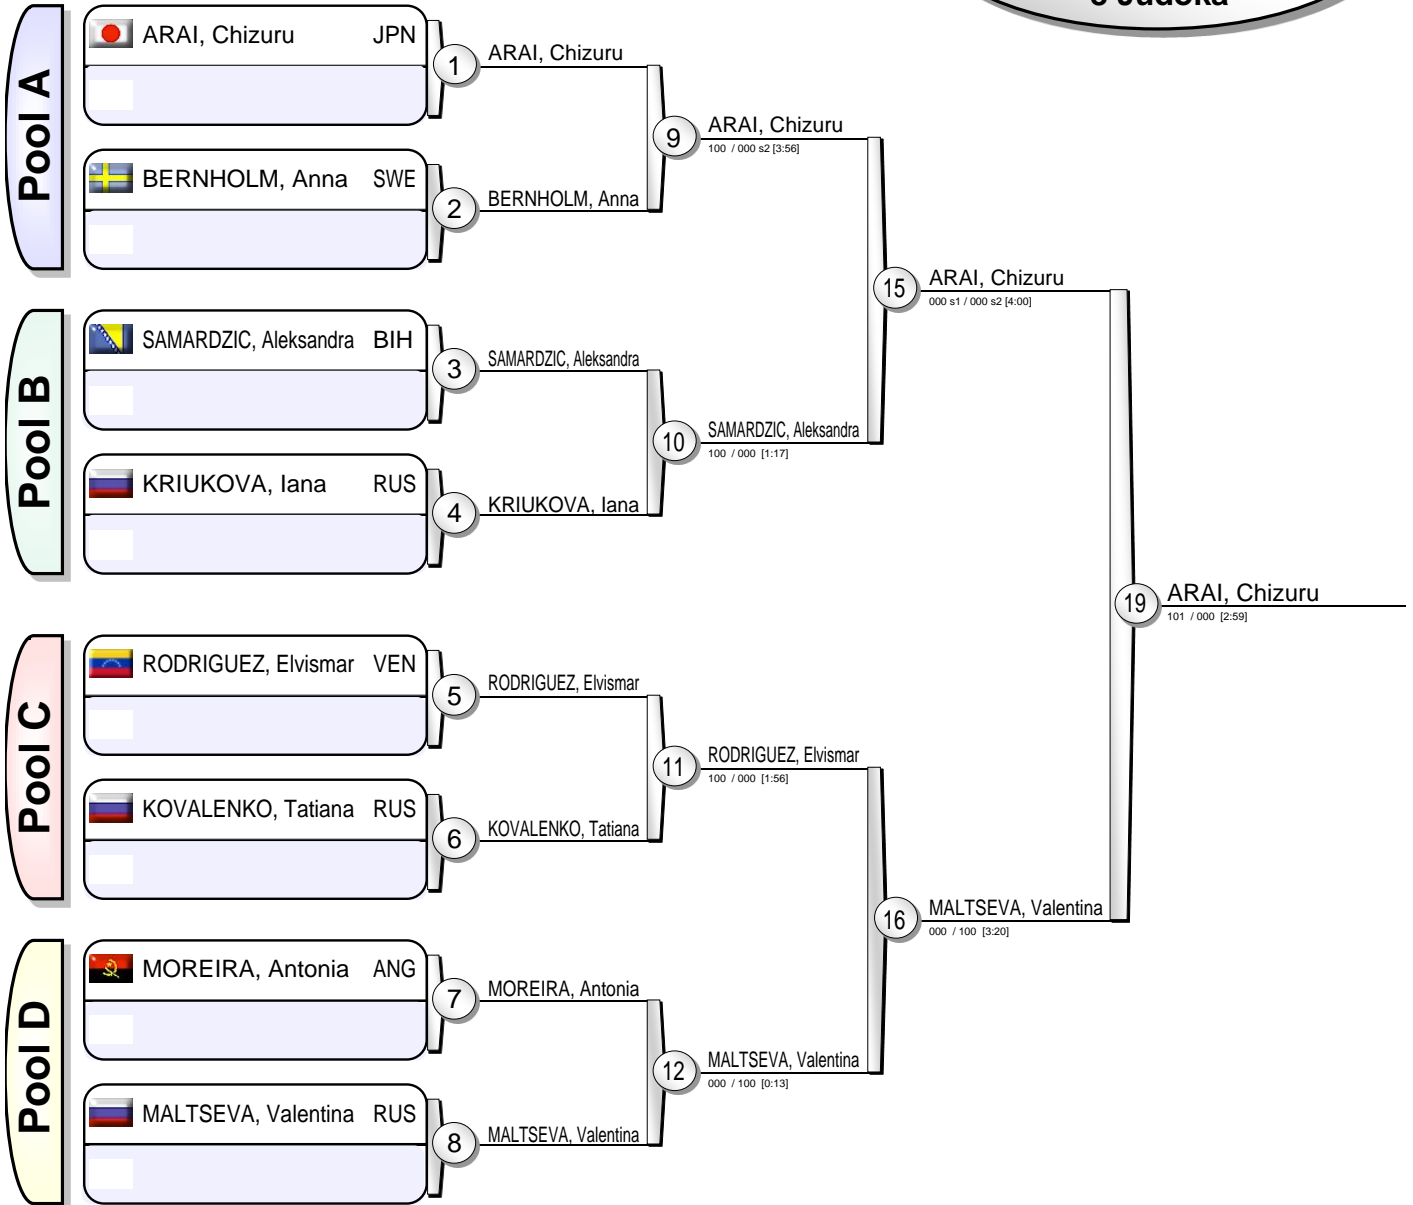 8 Judoka
Pool A
ARAI, Chizuru JPN
1
ARAI, Chizuru
BERNHOLM, Anna SWE
2
BERNHOLM, Anna
9
ARAI, Chizuru
100 / 000 s2 [3:56]
Pool B
SAMARDZIC, Aleksandra BIH
3
SAMARDZIC, Aleksandra
KRIUKOVA, Iana RUS
4
KRIUKOVA, Iana
10
SAMARDZIC, Aleksandra
100 / 000 [1:17]
15
ARAI, Chizuru
000 s1 / 000 s2 [4:00]
Pool C
RODRIGUEZ, Elvismar VEN
5
RODRIGUEZ, Elvismar
KOVALENKO, Tatiana RUS
6
KOVALENKO, Tatiana
11
RODRIGUEZ, Elvismar
100 / 000 [1:56]
Pool D
MOREIRA, Antonia ANG
7
MOREIRA, Antonia
MALTSEVA, Valentina RUS
8
MALTSEVA, Valentina
12
MALTSEVA, Valentina
000 / 100 [0:13]
16
MALTSEVA, Valentina
000 / 100 [3:20]
19
ARAI, Chizuru
101 / 000 [2:59]